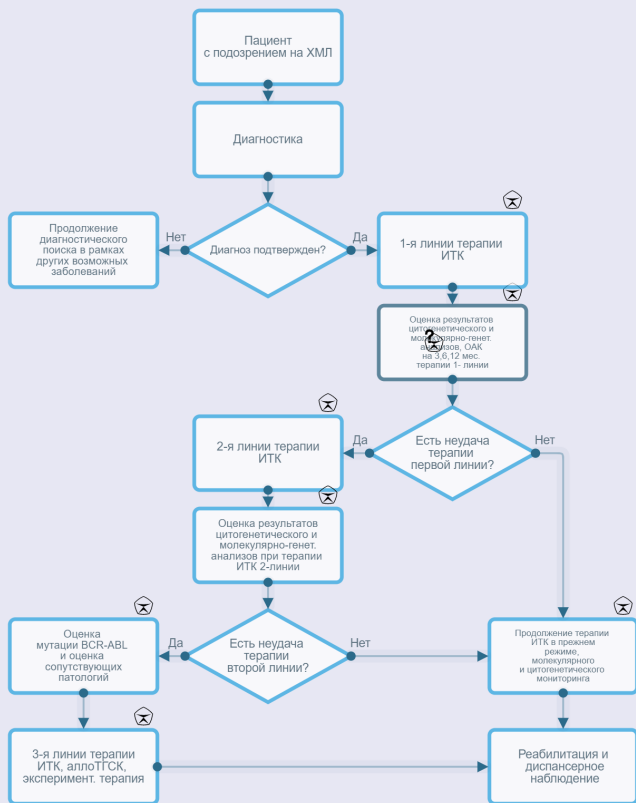 Пациент
с подозрением на ХМЛ
Диагностика
Диагноз подтвержден?
Нет
Да
Продолжение
диагностического
поиска в рамках
других возможных
заболеваний
1-я линии терапии
ИТК
Оценка результатов
цитогенетического и
молекулярно-генет.
анализов, ОАК
на 3,6,12 мес.
терапии 1- линии
?
Есть неудача
терапии
первой линии?
Да
Нет
2-я линии терапии
ИТК
Оценка результатов
цитогенетического и
молекулярно-генет.
анализов при терапии
ИТК 2-линии
Есть неудача
терапии
второй линии?
Да
Нет
Оценка
мутации BCR-ABL
и оценка
сопутствующих
патологий
Продолжение терапии
ИТК в прежнем
режиме,
молекулярного
и цитогенетического
мониторинга
3-я линии терапии
ИТК, аллоТГСК,
эксперимент. терапия
Реабилитация и
диспансерное
наблюдение